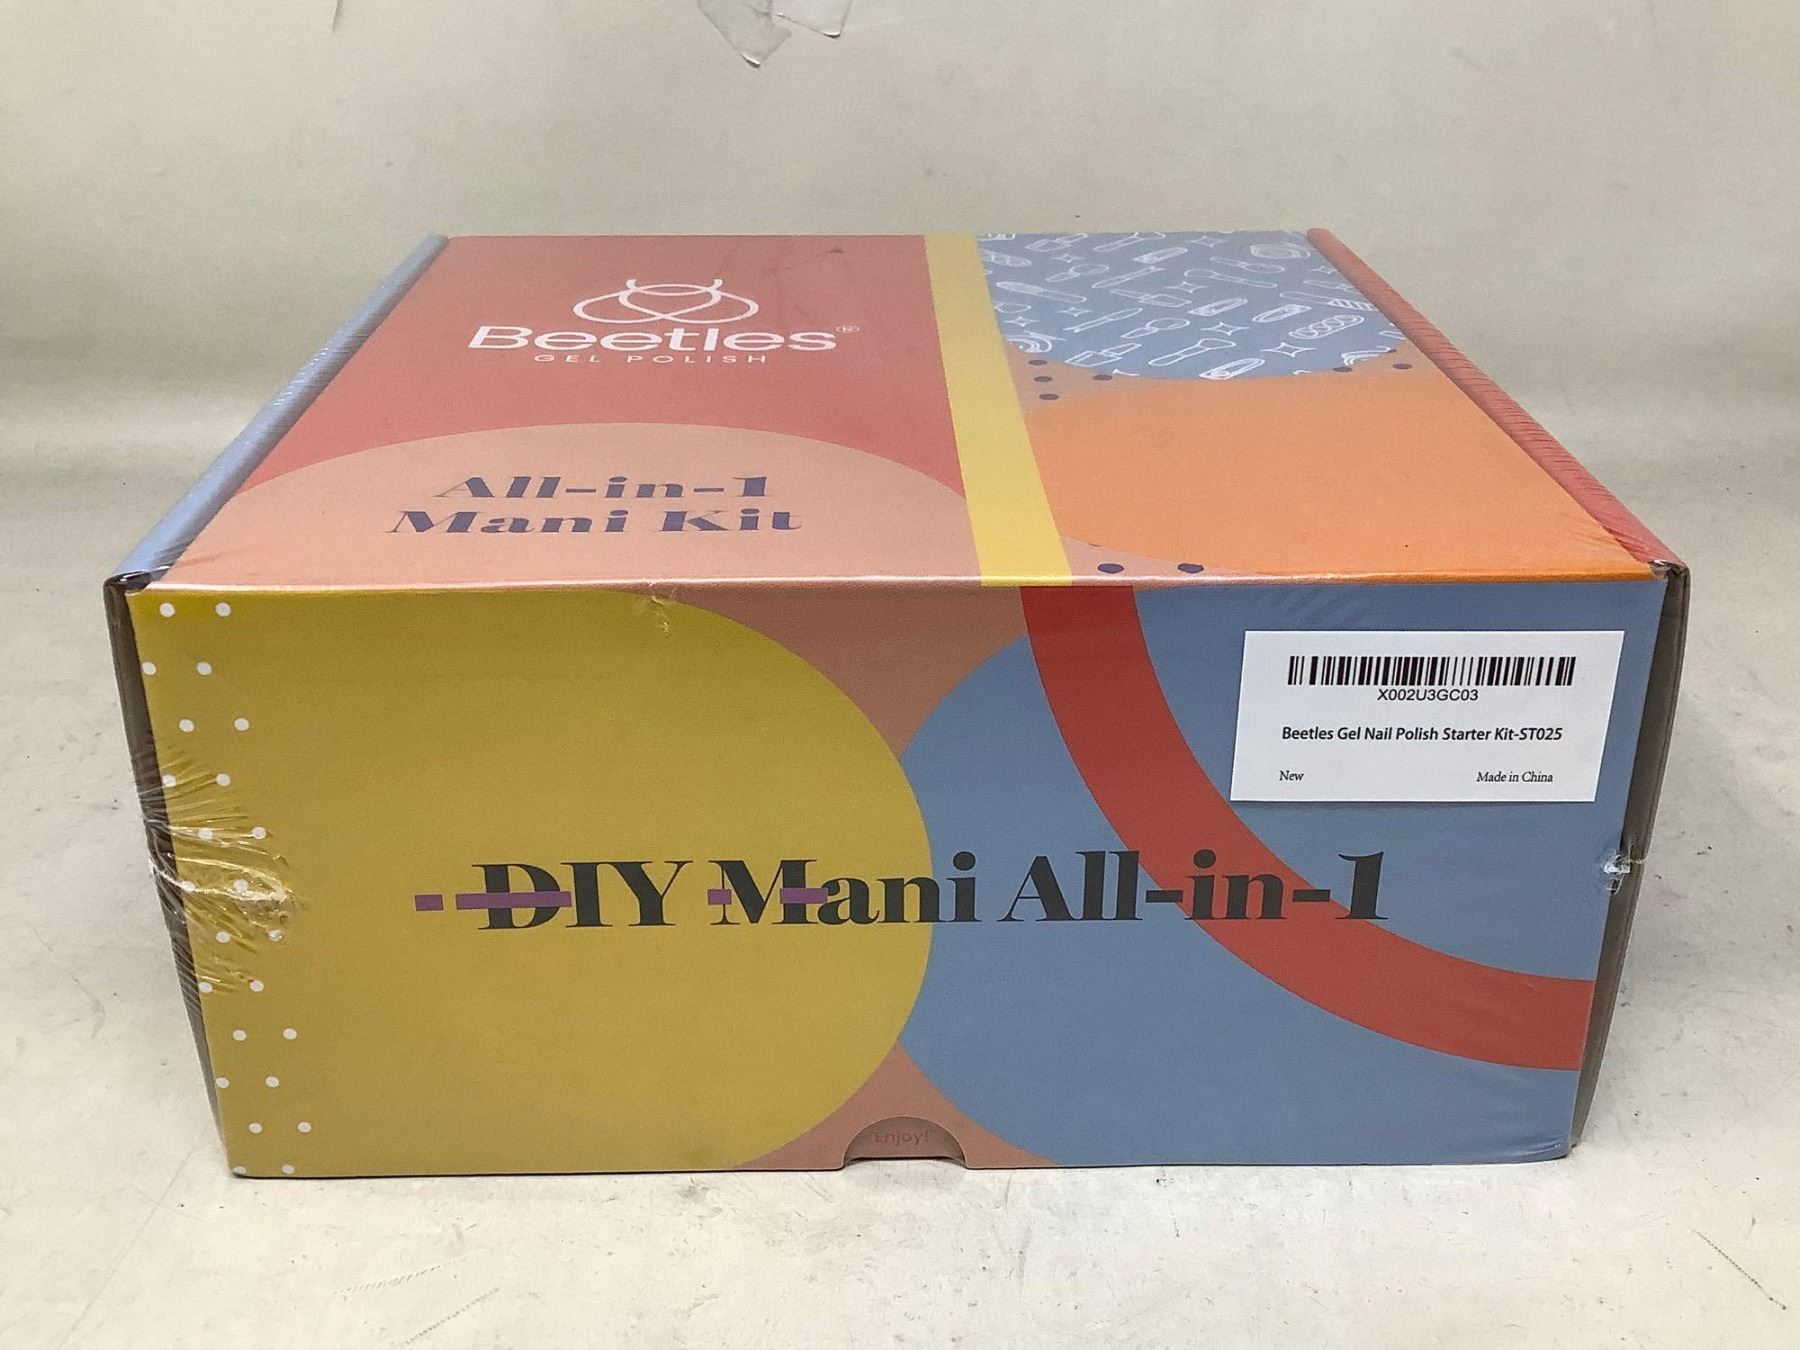 Beetles®
GEL POLISH
All-in-1
Mani Kit
X002U3GC03
Beetles Gel Nail Polish Starter Kit-ST025
New Made in China
DIY Mani All-in-1
Enjoy!